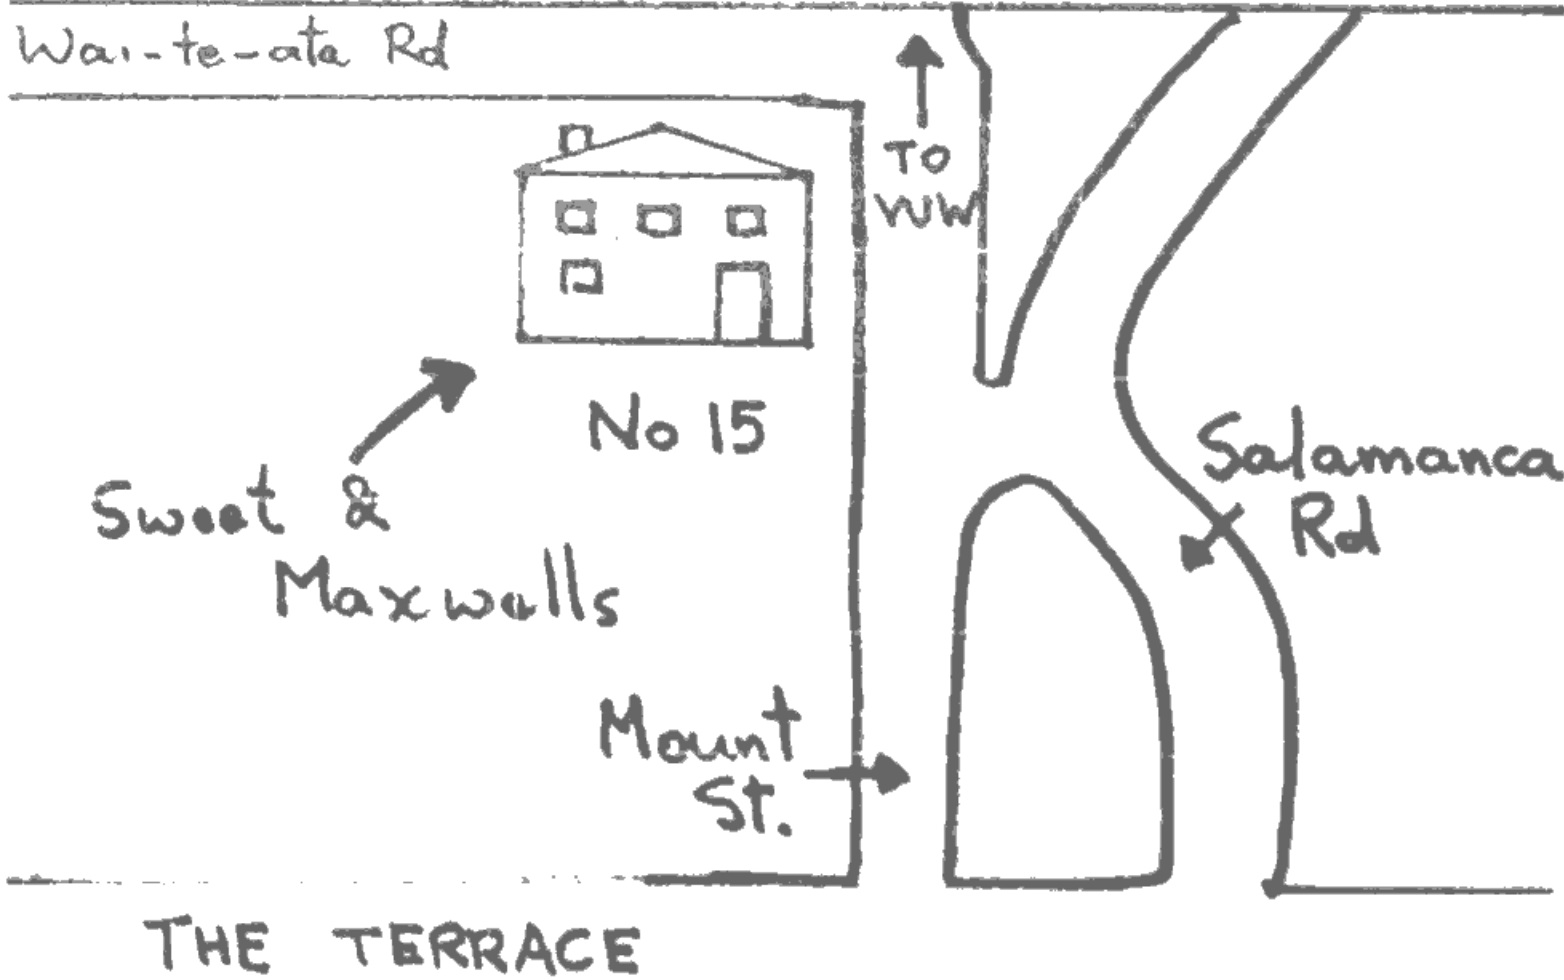 Wai-te-ata Rd
TO
WW
No 15
Sweet &
Maxwells
Salamanca
Rd
Mount
St.
THE TERRACE